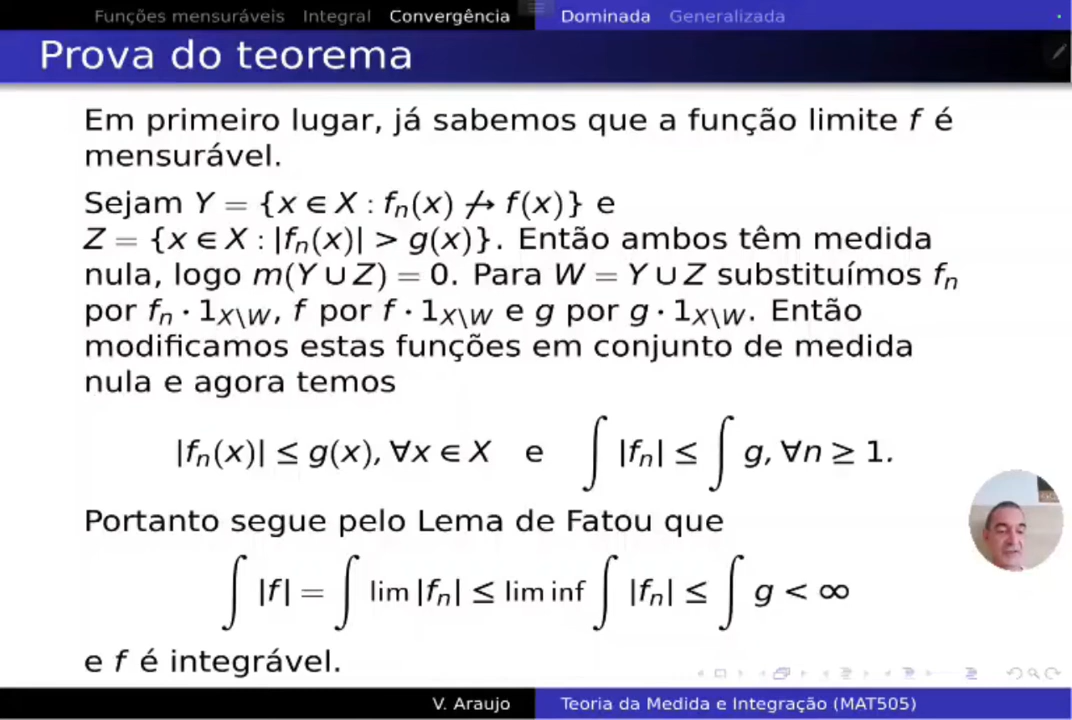 Funções mensuráveis Integral Convergência Dominada Generalizada
Prova do teorema
Em primeiro lugar, já sabemos que a função limite f é
mensurável.
Sejam Y = {x ∈ X : fₙ(x) ↛ f(x)} e
Z = {x ∈ X : |fₙ(x)| > g(x)}. Então ambos têm medida
nula, logo m(Y ∪ Z) = 0. Para W = Y ∪ Z substituímos fₙ
por fₙ · 1_{X\W}, f por f · 1_{X\W} e g por g · 1_{X\W}. Então
modificamos estas funções em conjunto de medida
nula e agora temos
|fₙ(x)| ≤ g(x), ∀x ∈ X e ∫ |fₙ| ≤ ∫ g, ∀n ≥ 1.
Portanto segue pelo Lema de Fatou que
∫ |f| = ∫ lim |fₙ| ≤ lim inf ∫ |fₙ| ≤ ∫ g < ∞
e f é integrável.
V. Araujo Teoria da Medida e Integração (MAT505)